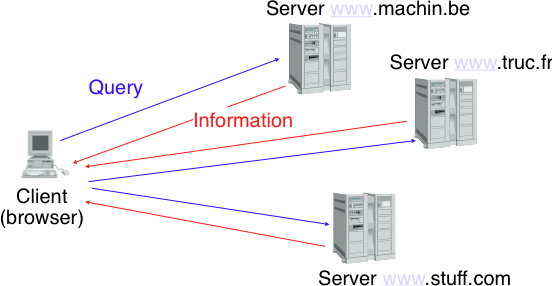 Server www.machin.be
Server www.truc.fr
Query
Information
Client
(browser)
Server www.stuff.com